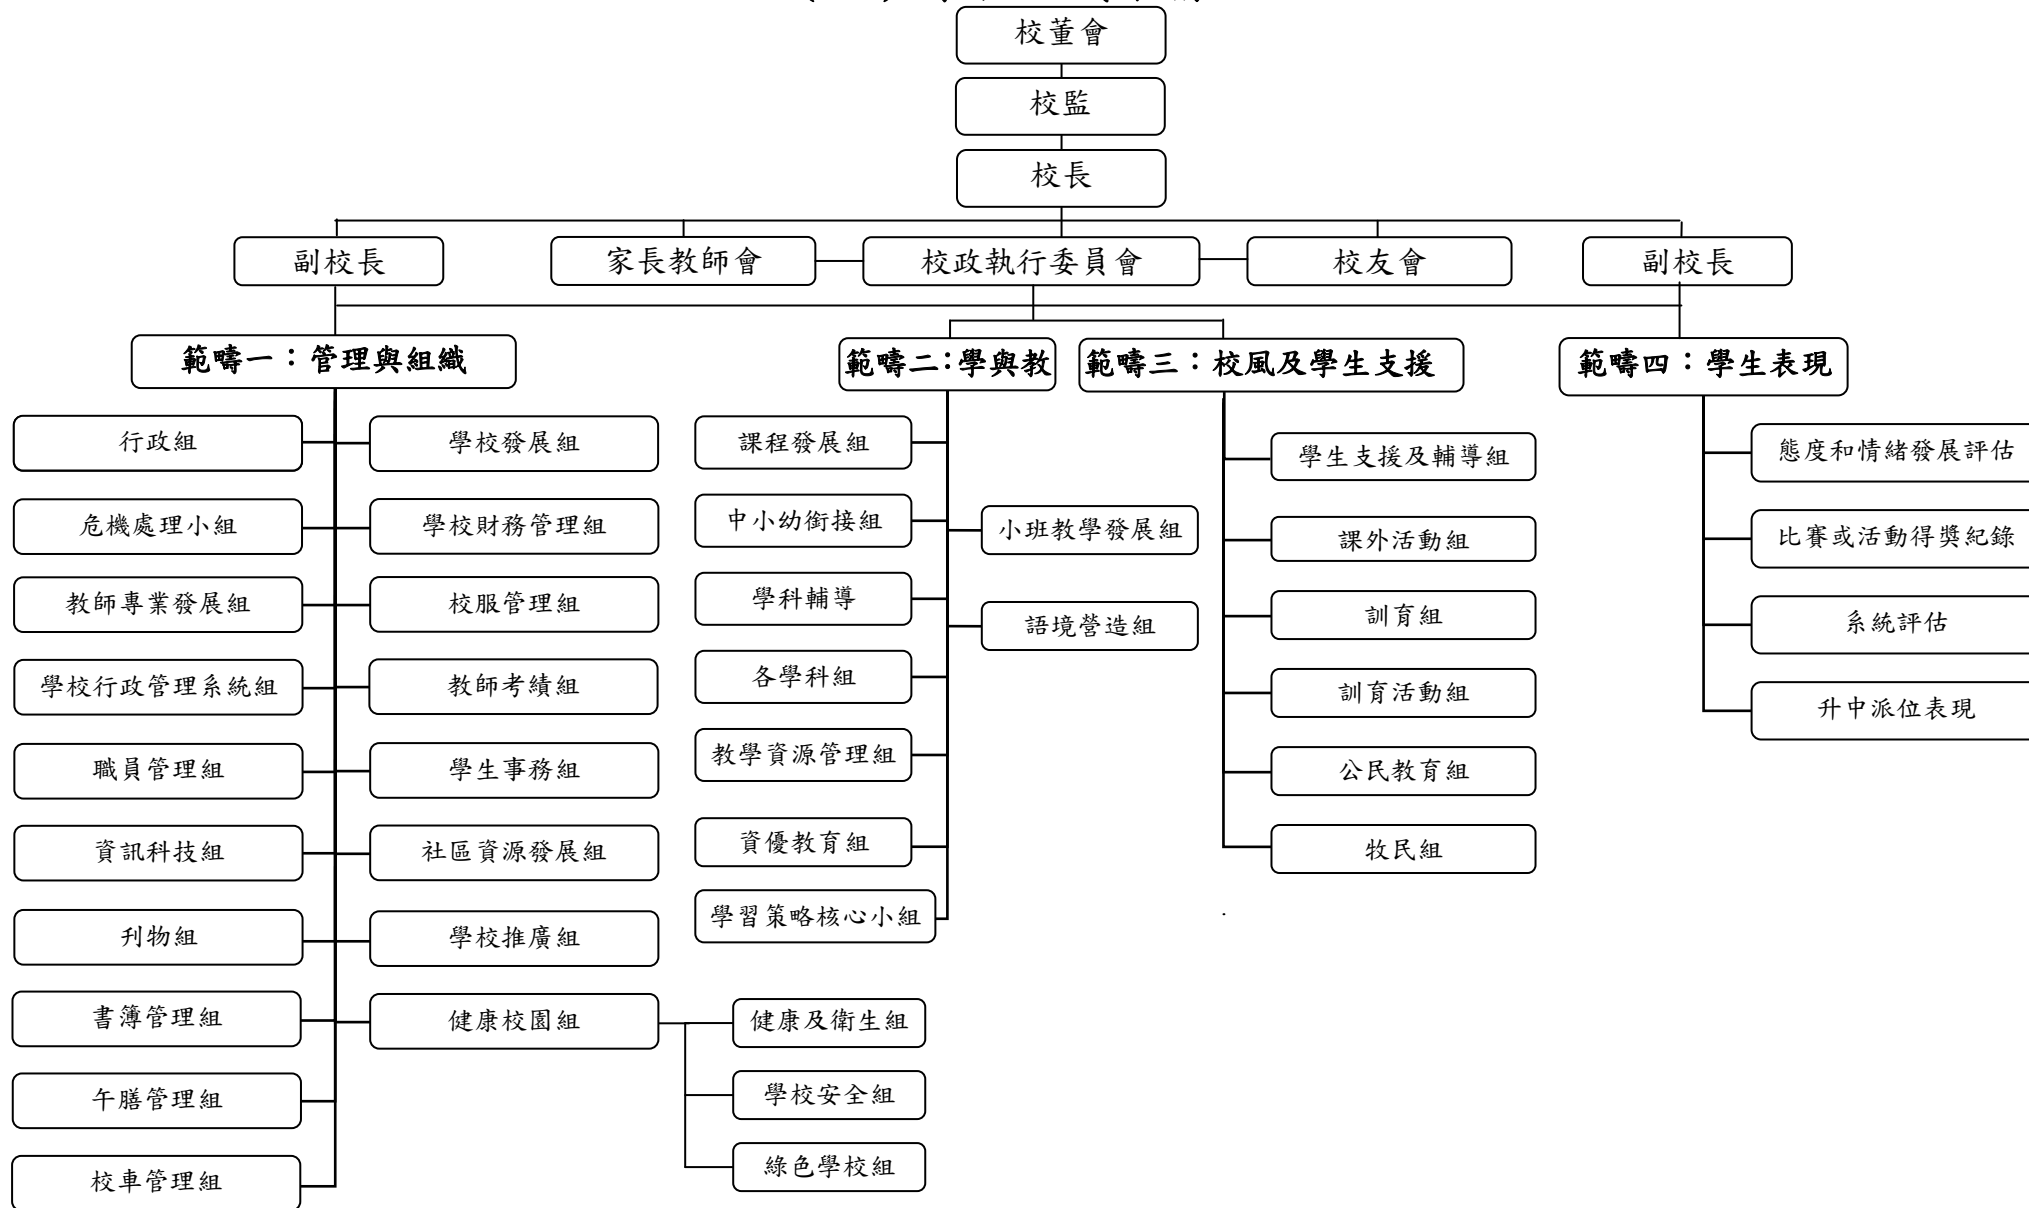 校董會
校監
校長
副校長
家長教師會
校政執行委員會
校友會
副校長
範疇一：管理與組織
範疇二：學與教
範疇三：校風及學生支援
範疇四：學生表現
行政組
危機處理小組
教師專業發展組
學校行政管理系統組
職員管理組
資訊科技組
刊物組
書簿管理組
午膳管理組
校車管理組
學校發展組
學校財務管理組
校服管理組
教師考績組
學生事務組
社區資源發展組
學校推廣組
健康校園組
健康及衛生組
學校安全組
綠色學校組
課程發展組
中小幼銜接組
學科輔導
各學科組
教學資源管理組
資優教育組
學習策略核心小組
小班教學發展組
語境營造組
學生支援及輔導組
課外活動組
訓育組
訓育活動組
公民教育組
牧民組
態度和情緒發展評估
比賽或活動得獎紀錄
系統評估
升中派位表現